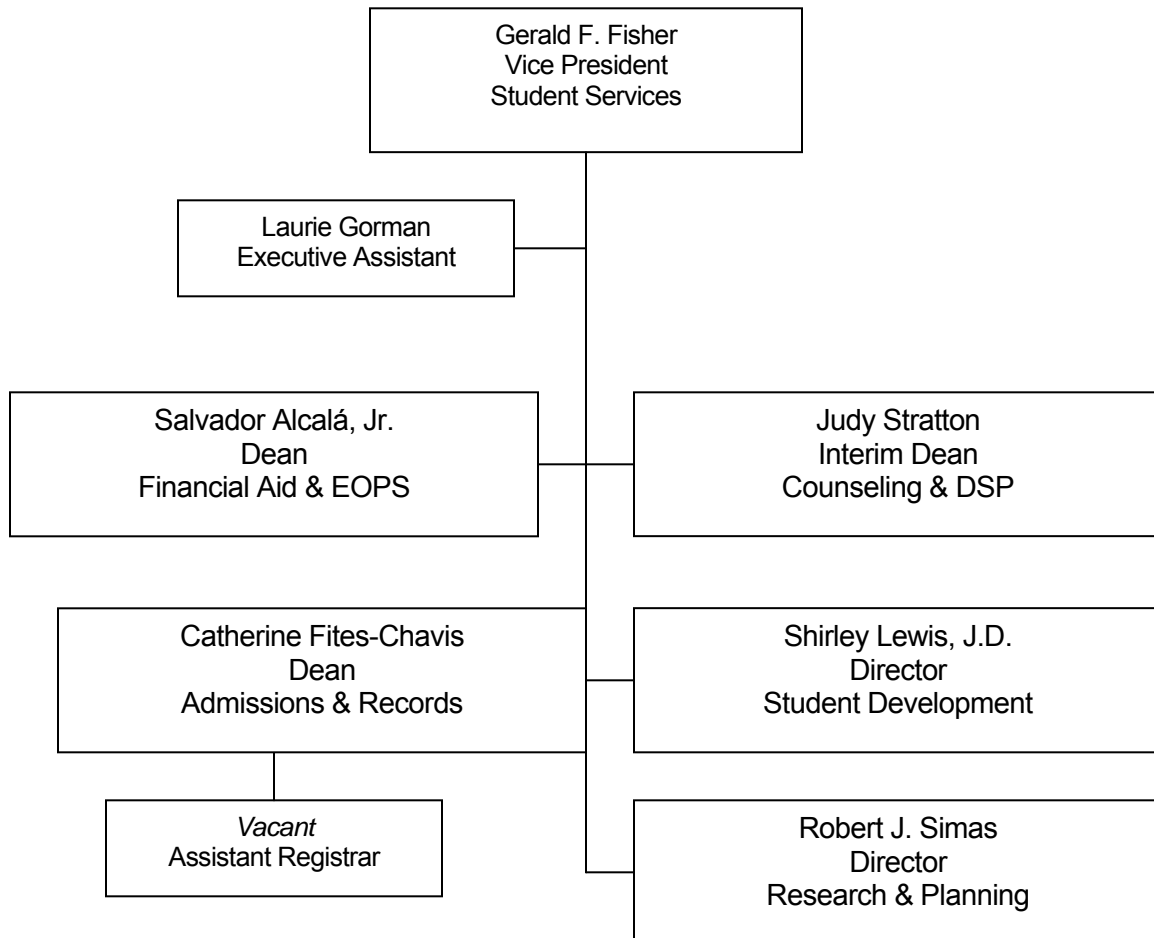 Gerald F. Fisher
Vice President
Student Services
Laurie Gorman
Executive Assistant
Salvador Alcalá, Jr.
Dean
Financial Aid & EOPS
Judy Stratton
Interim Dean
Counseling & DSP
Catherine Fites-Chavis
Dean
Admissions & Records
Shirley Lewis, J.D.
Director
Student Development
Vacant
Assistant Registrar
Robert J. Simas
Director
Research & Planning